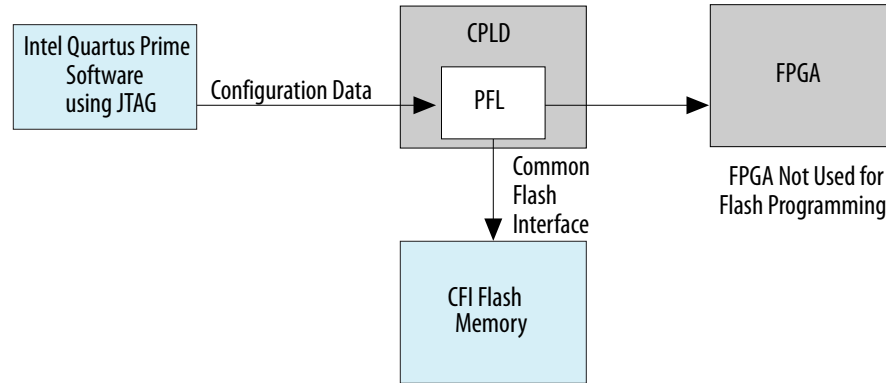 Intel Quartus Prime
Software
using JTAG
Configuration Data
CPLD
PFL
FPGA
Common
Flash
Interface
FPGA Not Used for
Flash Programming
CFI Flash
Memory